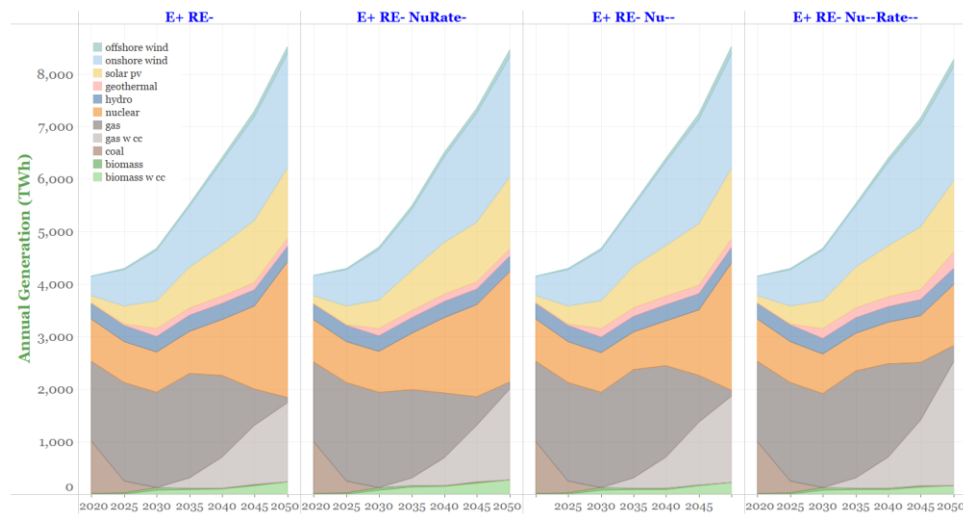 E+ RE-
E+ RE- NuRate-
E+ RE- Nu--
E+ RE- Nu--Rate--
Annual Generation (TWh)
8,000
7,000
6,000
5,000
4,000
3,000
2,000
1,000
0
offshore wind
onshore wind
solar pv
geothermal
hydro
nuclear
gas
gas w cc
coal
biomass
biomass w cc
2020 2025 2030 2035 2040 2045 2050
2020 2025 2030 2035 2040 2045 2050
2025 2030 2035 2040 2045
2020 2025 2030 2035 2040 2045 2050